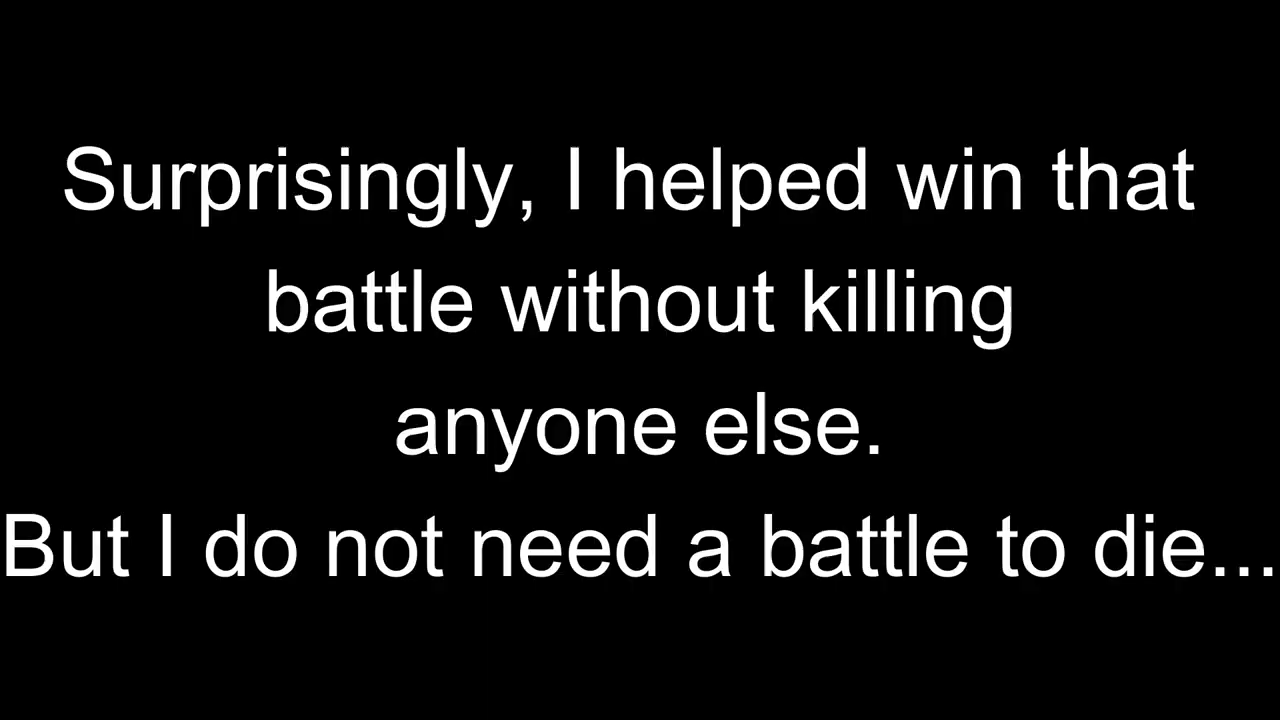 Surprisingly, I helped win that
battle without killing
anyone else.
But I do not need a battle to die...